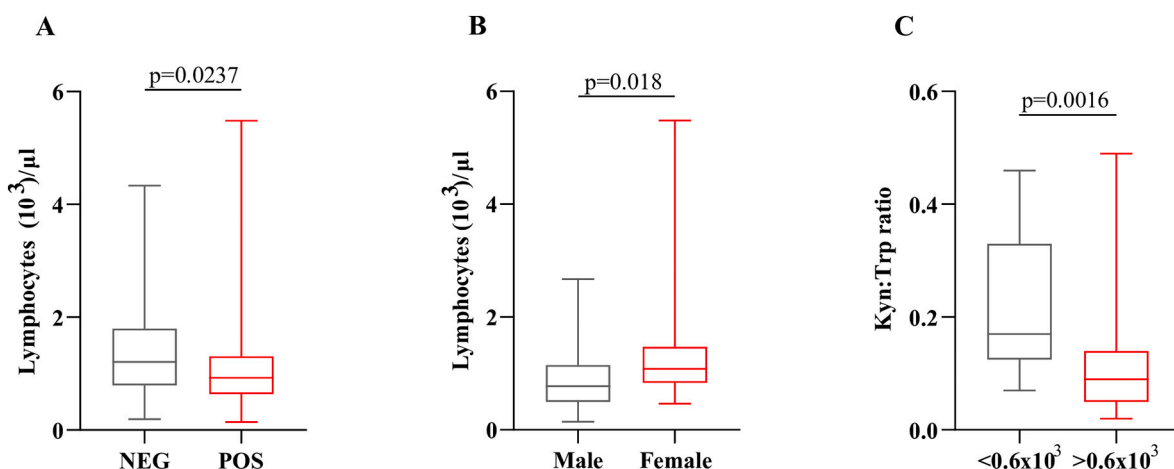 A
p=0.0237
Lymphocytes (10³)/µl
6
4
2
0
NEG POS
B
p=0.018
Lymphocytes (10³)/µl
6
4
2
0
Male Female
C
p=0.0016
Kyn:Trp ratio
0.6
0.4
0.2
0.0
<0.6x10³ >0.6x10³